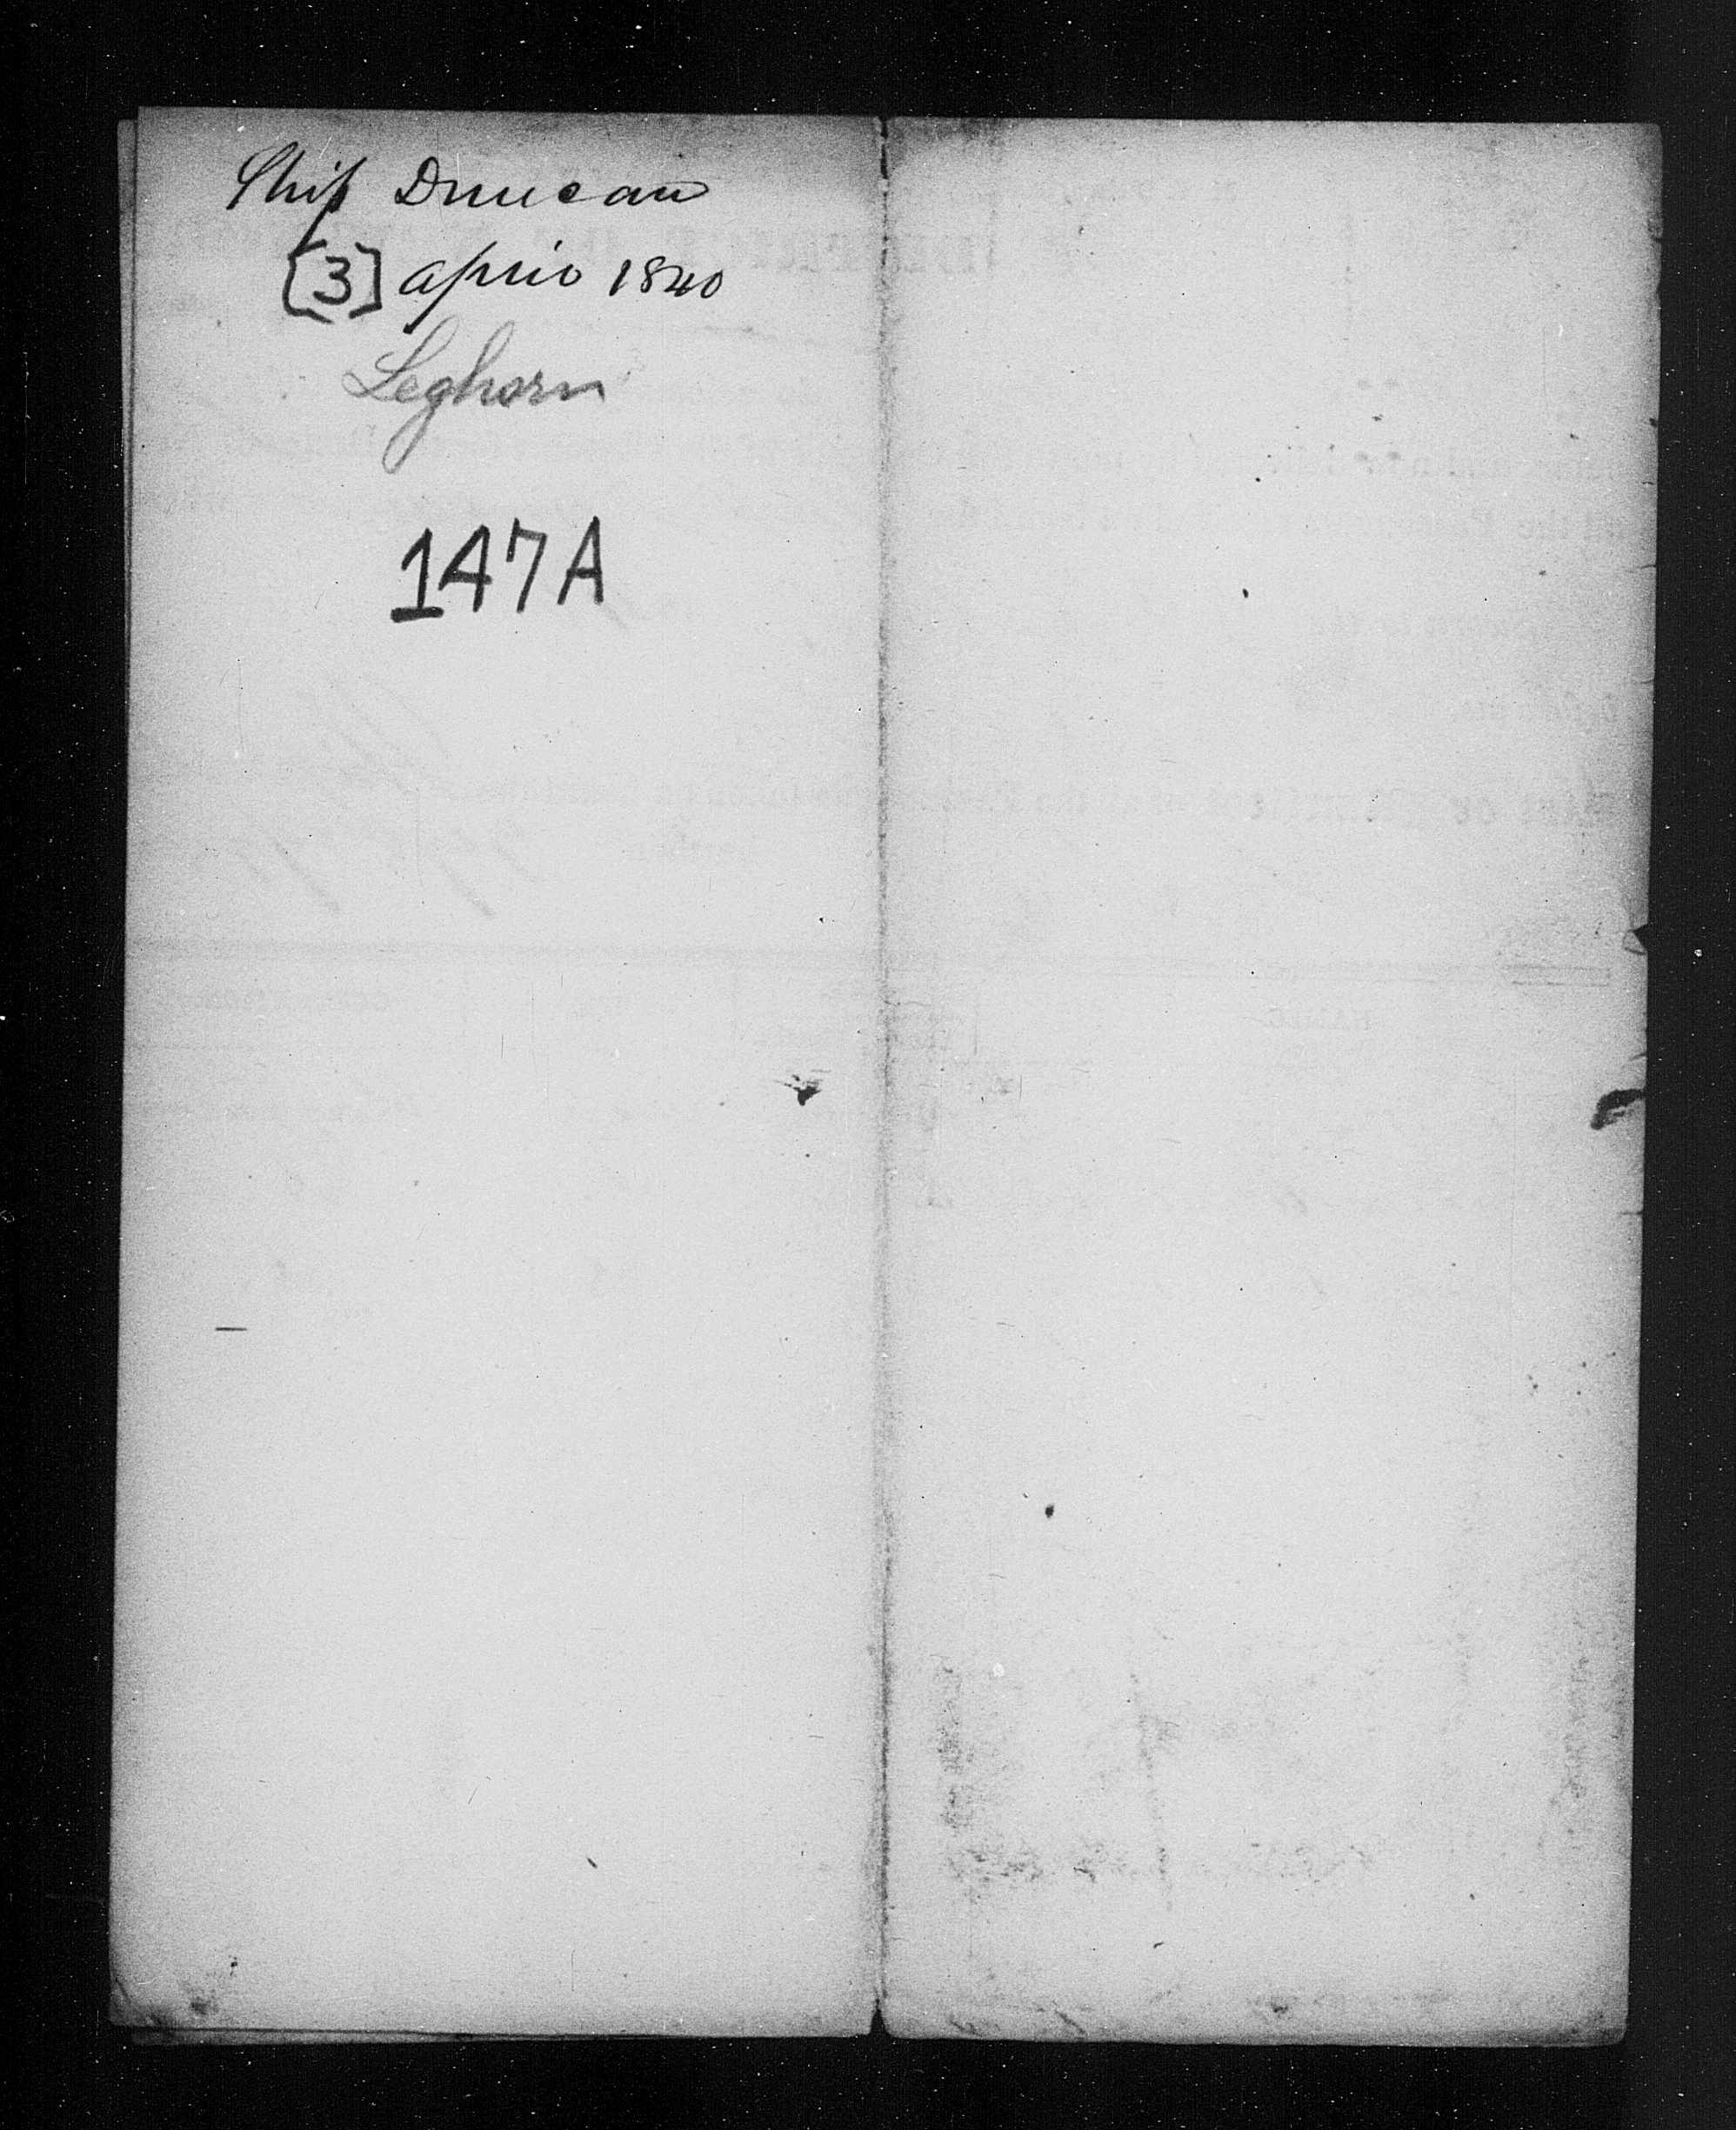 Ship Duncan
[3] April 1840
Leghorn
147A